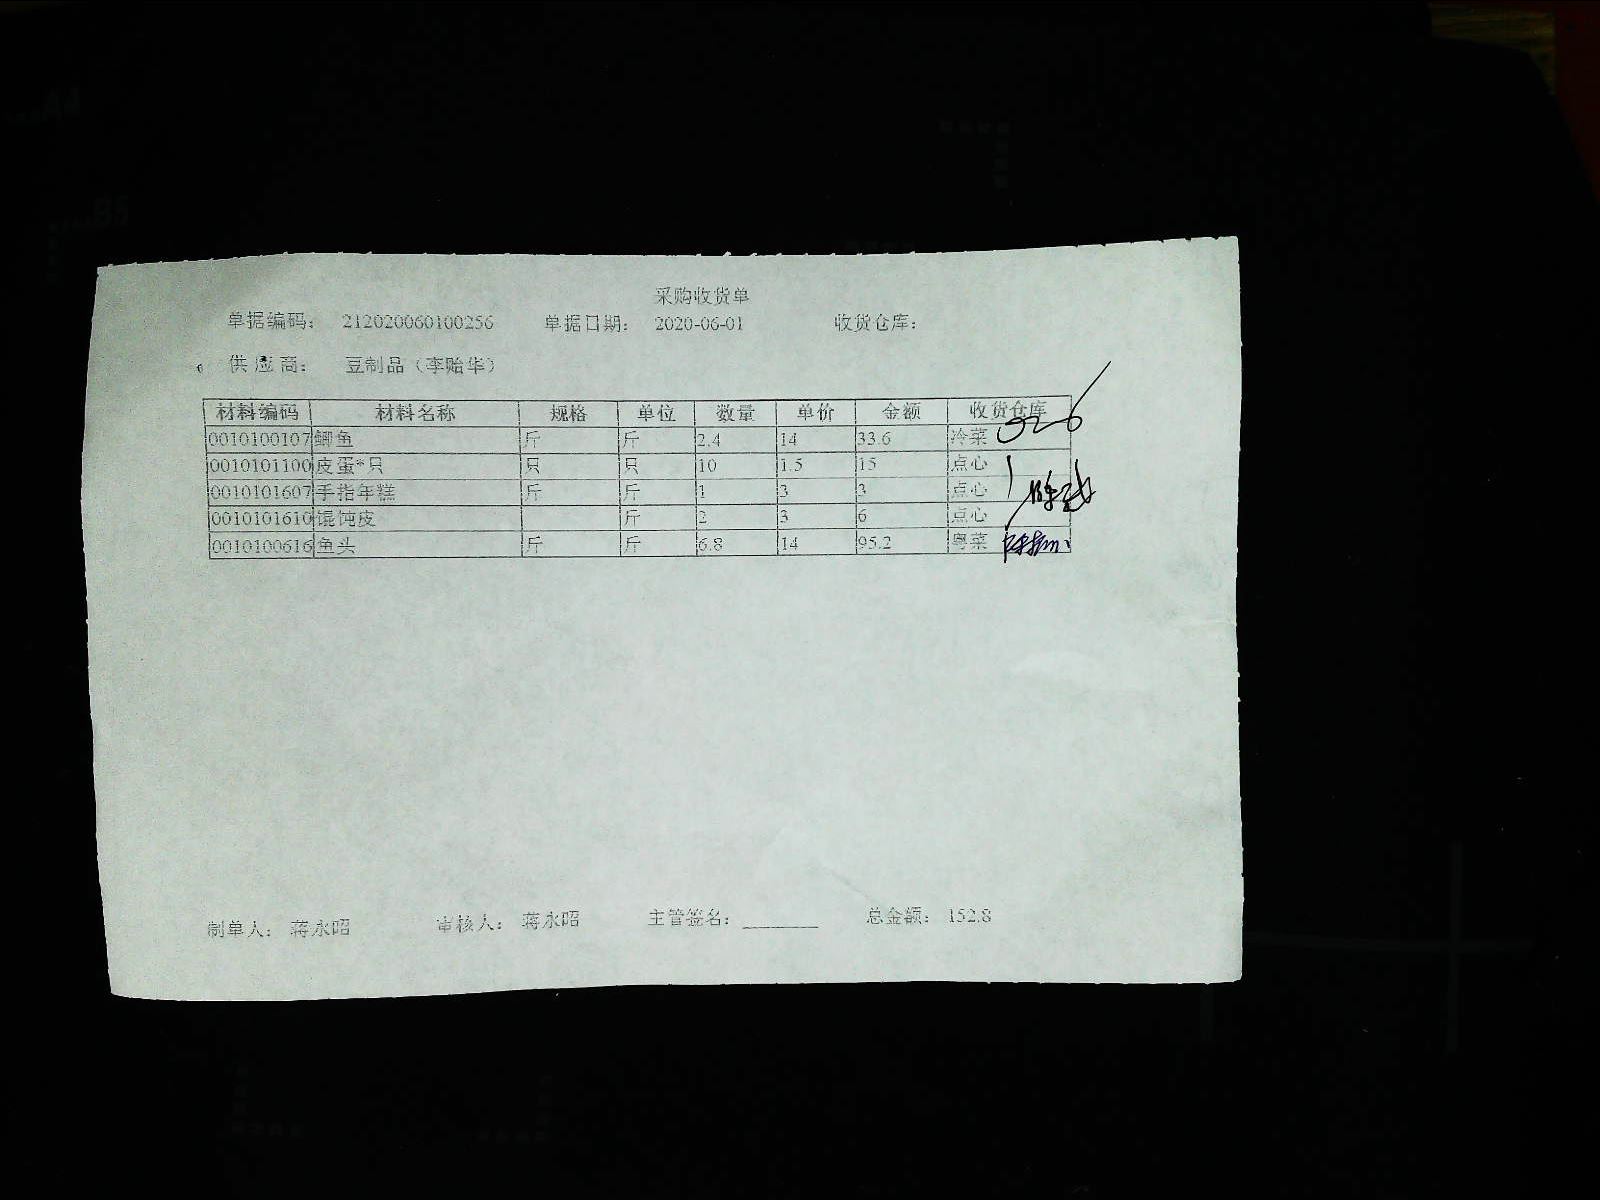 采购收货单
单据编码： 212020060100256 单据日期： 2020-06-01 收货仓库：
供 应 商： 豆制品（李贻华）
材料编码 材料名称 规格 单位 数量 单价 金额 收货仓库
0010100107 鲫鱼 斤 斤 2.4 14 33.6 冷菜
0010101100 皮蛋*只 只 只 10 1.5 15 点心
0010101607 手指年糕 斤 斤 1 3 3 点心
0010101610 馄饨皮 斤 2 3 6 点心
0010100616 鱼头 斤 斤 6.8 14 95.2 粤菜
制单人： 蒋永昭 审核人： 蒋永昭 主管签名：________ 总金额： 152.8